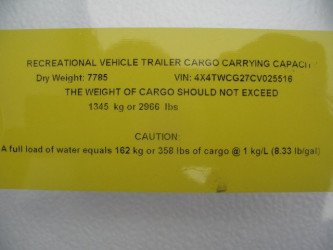 RECREATIONAL VEHICLE TRAILER CARGO CARRYING CAPACITY
Dry Weight: 7785 VIN: 4X4TWCG27CV025516
THE WEIGHT OF CARGO SHOULD NOT EXCEED
1345 kg or 2966 lbs
CAUTION:
A full load of water equals 162 kg or 358 lbs of cargo @ 1 kg/L (8.33 lb/gal)